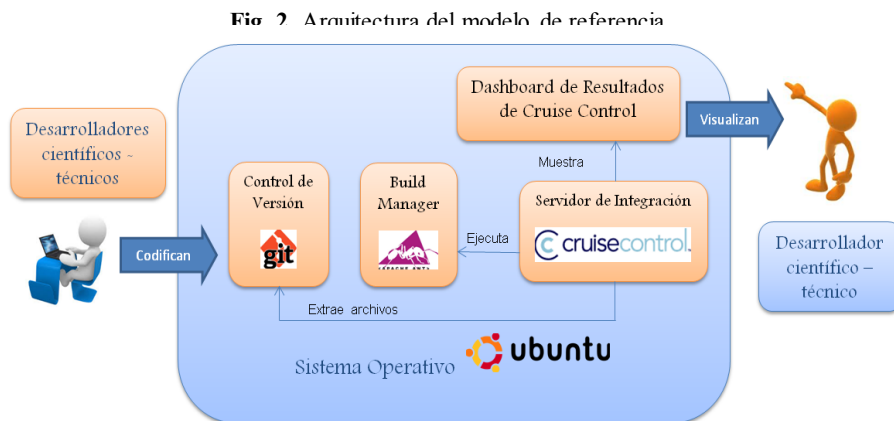 Fig. 2. Arquitectura del modelo de referencia
Dashboard de Resultados
de Cruise Control
Visualizan
Desarrolladores
científicos -
técnicos
Muestra
Control de
Versión
git
Build
Manager
APACHE ANT
Servidor de Integración
cruisecontrol.
Ejecuta
Codifican
Desarrollador
científico –
técnico
Extrae archivos
Sistema Operativo
ubuntu